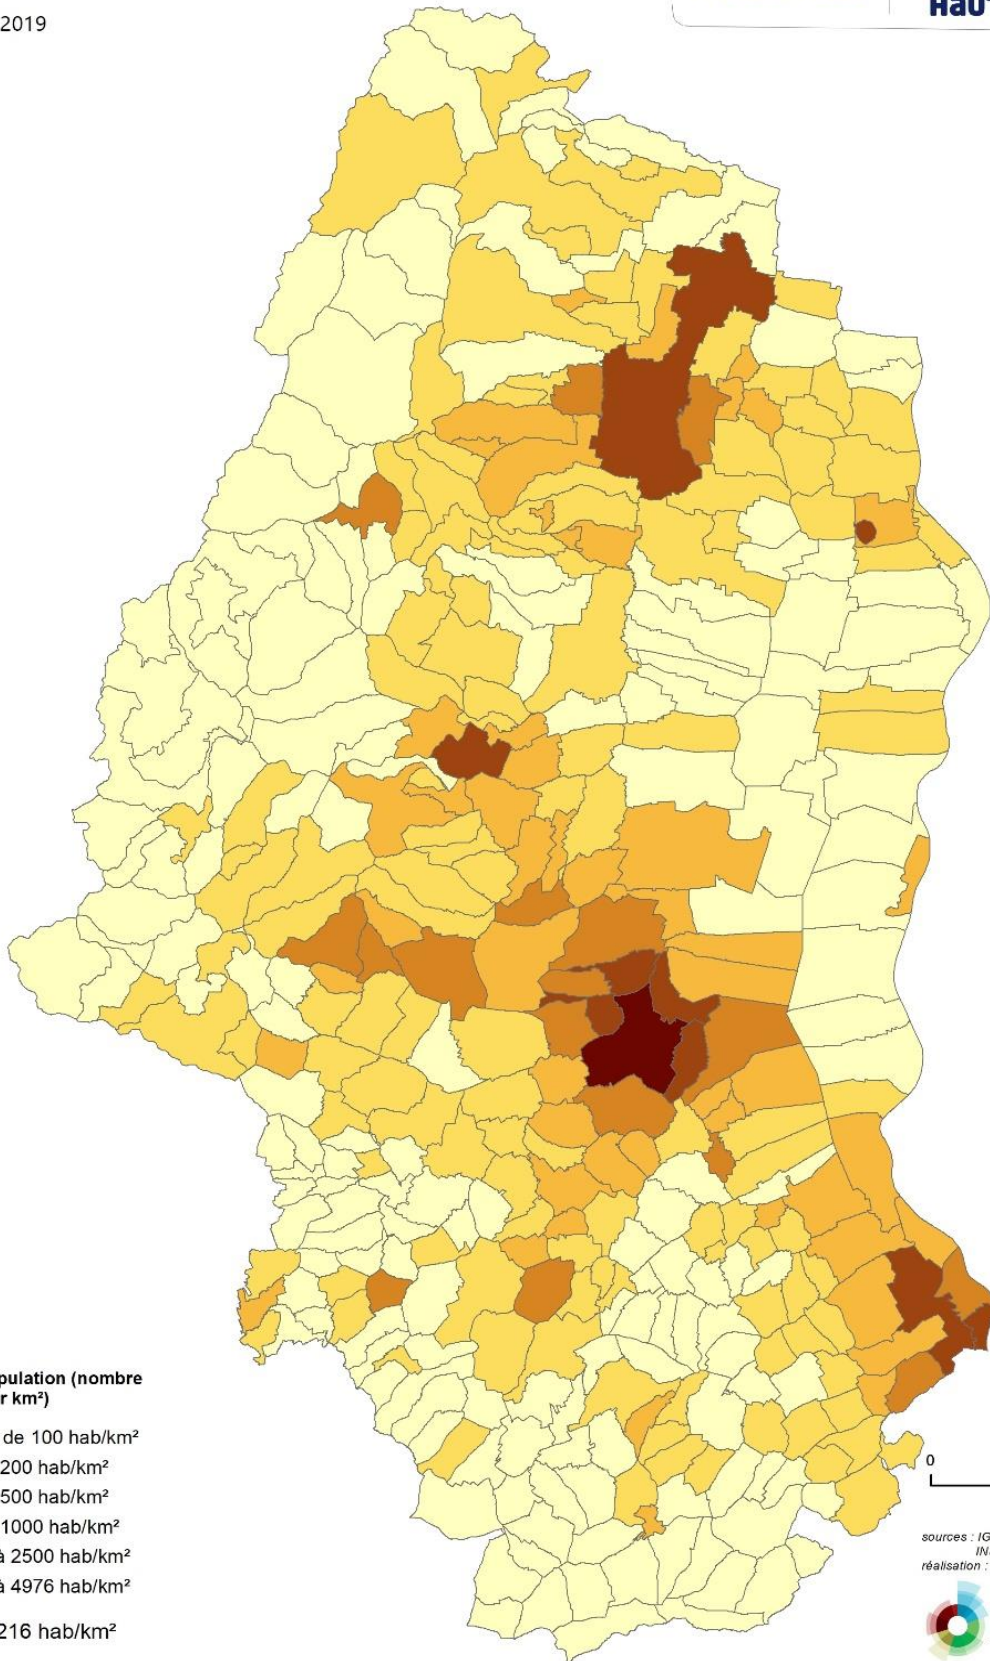 2019
Haut
pulation (nombre
r km²)
de 100 hab/km²
200 hab/km²
500 hab/km²
1000 hab/km²
à 2500 hab/km²
à 4976 hab/km²
216 hab/km²
0
sources : IG
IN
réalisation :